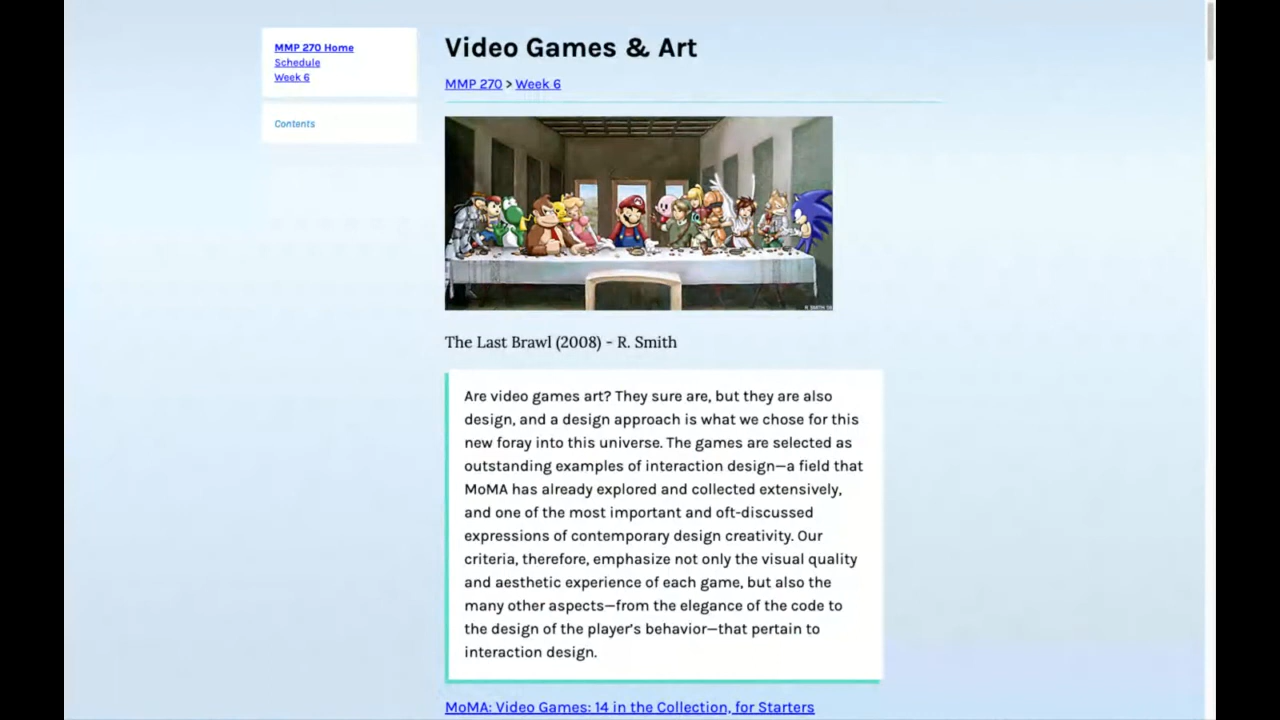 MMP 270 Home
Schedule
Week 6
Contents
Video Games & Art
MMP 270 > Week 6
The Last Brawl (2008) - R. Smith
Are video games art? They sure are, but they are also
design, and a design approach is what we chose for this
new foray into this universe. The games are selected as
outstanding examples of interaction design—a field that
MoMA has already explored and collected extensively,
and one of the most important and oft-discussed
expressions of contemporary design creativity. Our
criteria, therefore, emphasize not only the visual quality
and aesthetic experience of each game, but also the
many other aspects—from the elegance of the code to
the design of the player's behavior—that pertain to
interaction design.
MoMA: Video Games: 14 in the Collection, for Starters